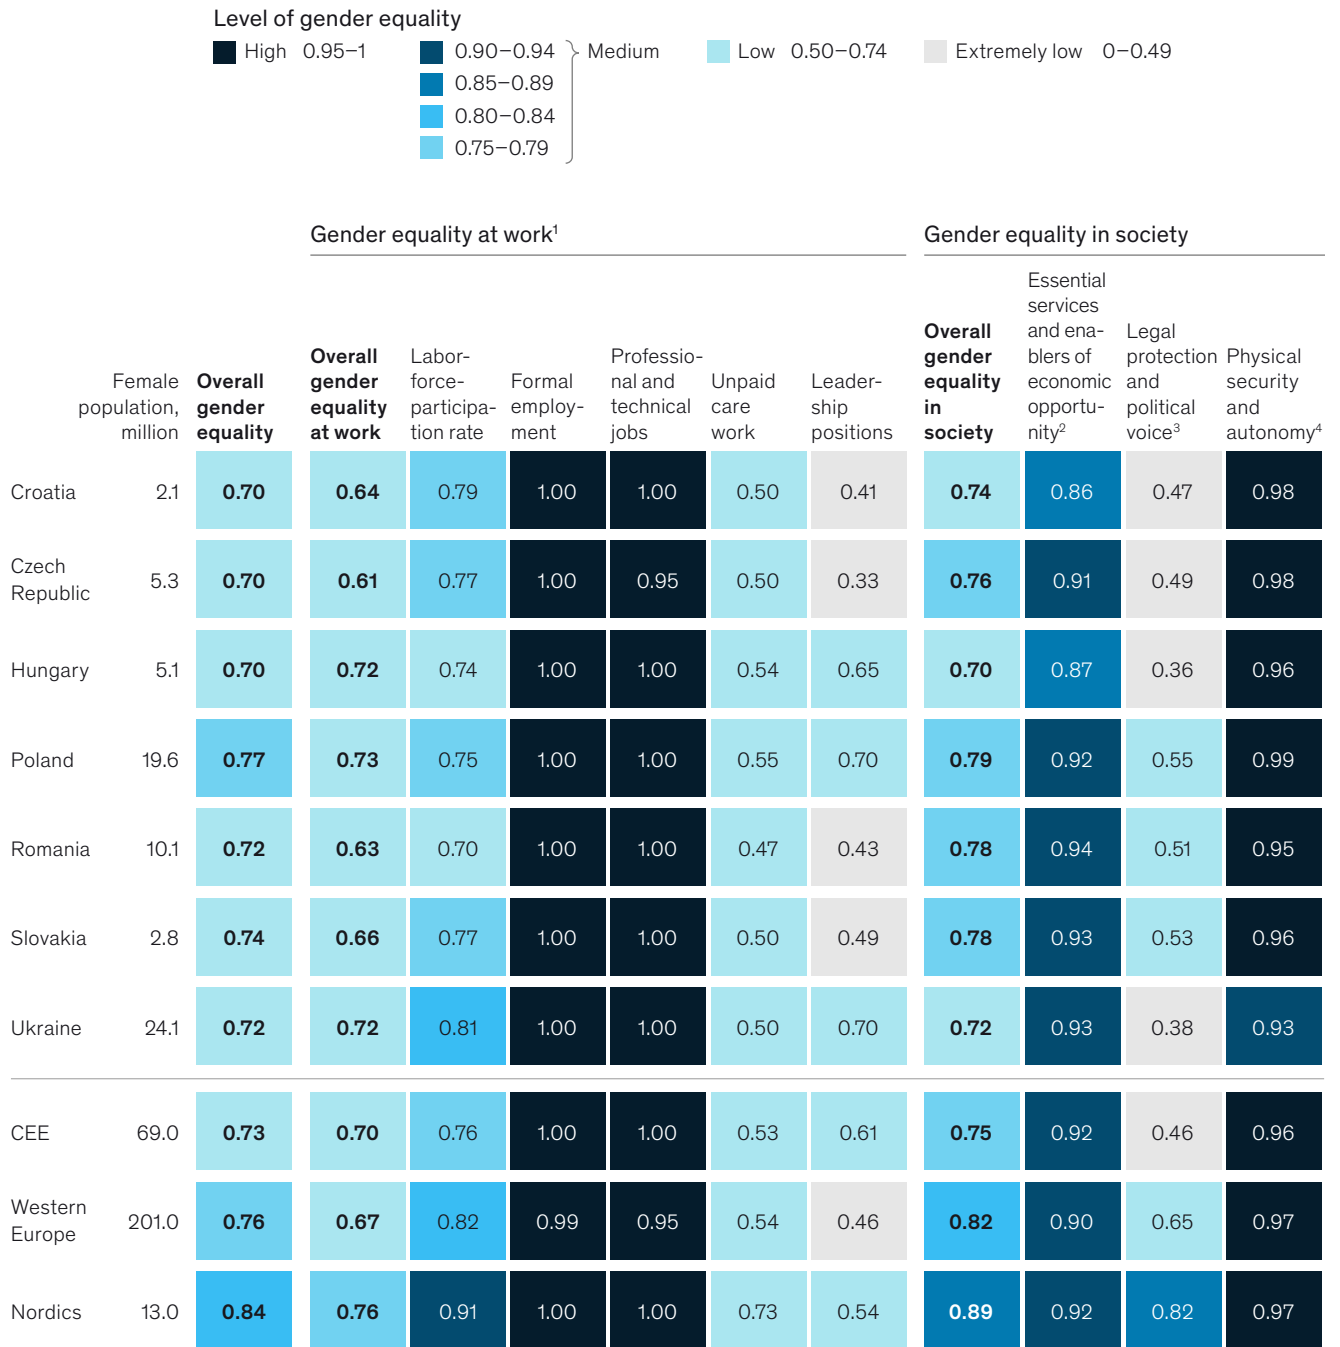 Level of gender equality
High 0.95–1
0.90–0.94 Medium
Low 0.50–0.74
Extremely low 0–0.49
0.85–0.89
0.80–0.84
0.75–0.79
Gender equality at work¹
Gender equality in society
Female
population,
million
Overall
gender
equality
Overall
gender
equality
at work
Labor-
force-
participa-
tion rate
Formal
employ-
ment
Professio-
nal and
technical
jobs
Unpaid
care
work
Leader-
ship
positions
Overall
gender
equality
in
society
Essential
services
and ena-
blers of
economic
opportu-
nity²
Legal
protection
and
political
voice³
Physical
security
and
autonomy⁴
Croatia 2.1 0.70 0.64 0.79 1.00 1.00 0.50 0.41 0.74 0.86 0.47 0.98
Czech
Republic 5.3 0.70 0.61 0.77 1.00 0.95 0.50 0.33 0.76 0.91 0.49 0.98
Hungary 5.1 0.70 0.72 0.74 1.00 1.00 0.54 0.65 0.70 0.87 0.36 0.96
Poland 19.6 0.77 0.73 0.75 1.00 1.00 0.55 0.70 0.79 0.92 0.55 0.99
Romania 10.1 0.72 0.63 0.70 1.00 1.00 0.47 0.43 0.78 0.94 0.51 0.95
Slovakia 2.8 0.74 0.66 0.77 1.00 1.00 0.50 0.49 0.78 0.93 0.53 0.96
Ukraine 24.1 0.72 0.72 0.81 1.00 1.00 0.50 0.70 0.72 0.93 0.38 0.93
CEE 69.0 0.73 0.70 0.76 1.00 1.00 0.53 0.61 0.75 0.92 0.46 0.96
Western
Europe 201.0 0.76 0.67 0.82 0.99 0.95 0.54 0.46 0.82 0.90 0.65 0.97
Nordics 13.0 0.84 0.76 0.91 1.00 1.00 0.73 0.54 0.89 0.92 0.82 0.97